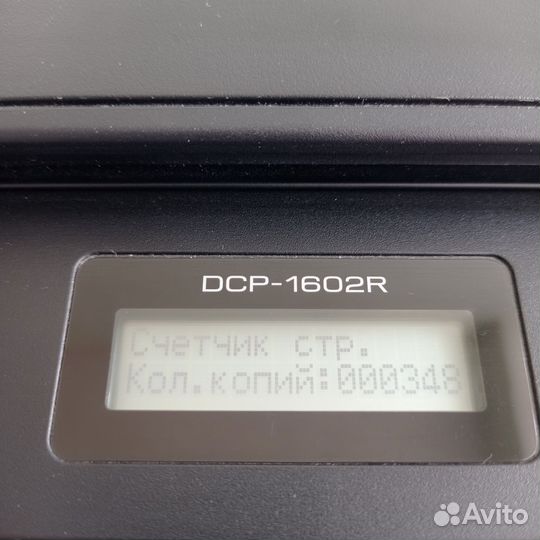 DCP-1602R
Счетчик стр.
Кол.копий:000348
Avito